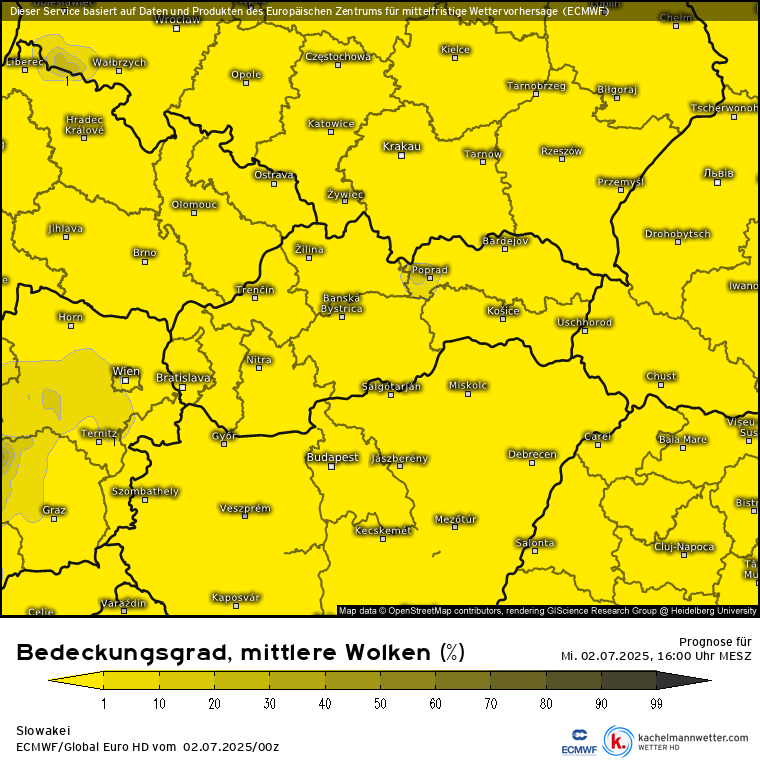 Dieser Service basiert auf Daten und Produkten des Europäischen Zentrums für mittelfristige Wettervorhersage (ECMWF)
Wrocław
Chełm
Kielce
Liberec
Wałbrzych
Częstochowa
Opole
Tarnobrzeg
Biłgoraj
1
Tscherwonoh
Hradec
Králové
Katowice
Krakau
Tarnów
Rzeszów
Львів
Ostrava
Przemyśl
Żywiec
Olomouc
Jihlava
Drohobytsch
Brno
Žilina
Bardejov
Poprad
Iwano
Trenčín
Banská
Bystrica
Horn
Košice
Uschhorod
Nitra
Wien
Bratislava
Salgótarján
Miskolc
Chust
Ternitz
1
Győr
Carei
Baia Mare
Vişeu
Sus
Budapest
Jászberény
Debrecen
Szombathely
Graz
Veszprém
Mezőtúr
Bistr
Kecskemét
Salonta
Cluj-Napoca
Tâ
Mu
Kaposvár
Varaždin
Celje
Map data © OpenStreetMap contributors, rendering GIScience Research Group @ Heidelberg University
Bedeckungsgrad, mittlere Wolken (%)
Prognose für
Mi. 02.07.2025, 16:00 Uhr MESZ
1 10 20 30 40 50 60 70 80 90 99
Slowakei
ECMWF/Global Euro HD vom 02.07.2025/00z
ECMWF
k.
kachelmannwetter.com
WETTER HD